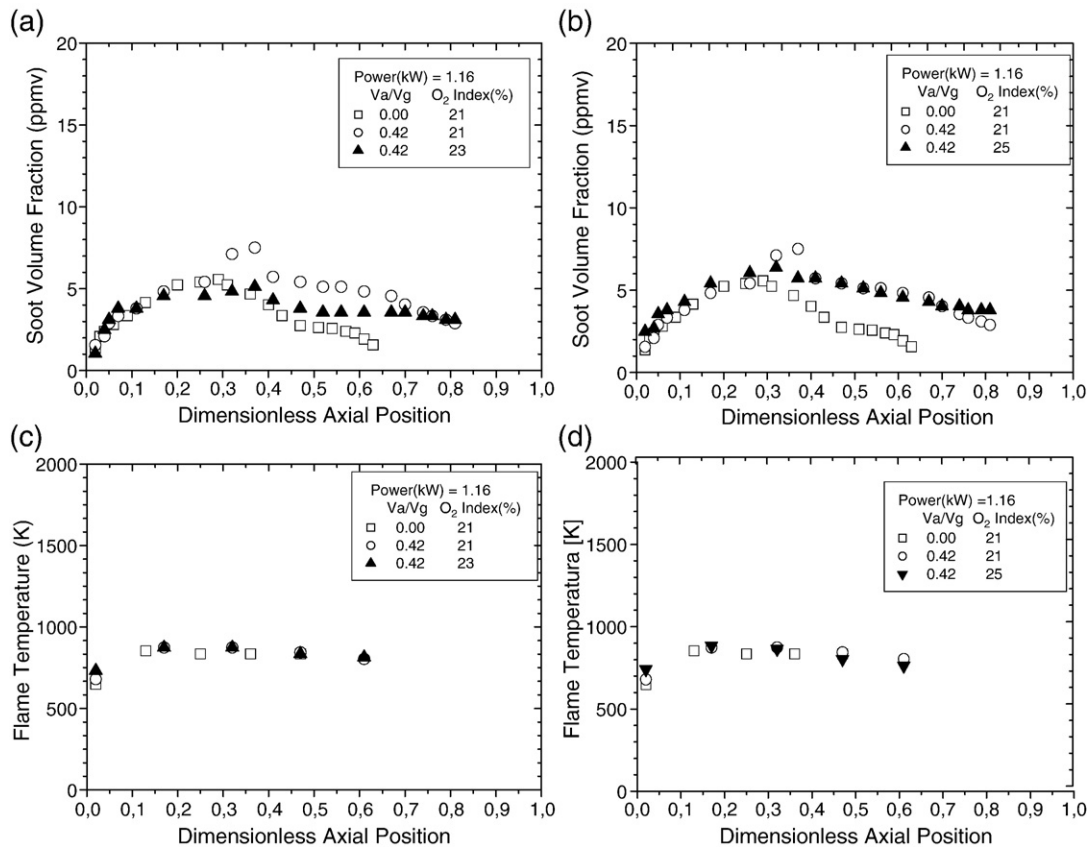 (a)
20
15
10
5
0
Soot Volume Fraction (ppmv)
Power(kW) = 1.16
Va/Vg O2 Index(%)
0.00 21
0.42 21
0.42 23
0,0 0,1 0,2 0,3 0,4 0,5 0,6 0,7 0,8 0,9 1,0
Dimensionless Axial Position
(b)
20
15
10
5
0
Soot Volume Fraction (ppmv)
Power(kW) = 1.16
Va/Vg O2 Index(%)
0.00 21
0.42 21
0.42 25
0,0 0,1 0,2 0,3 0,4 0,5 0,6 0,7 0,8 0,9 1,0
Dimensionless Axial Position
(c)
2000
1500
1000
500
0
Flame Temperature (K)
Power(kW) = 1.16
Va/Vg O2 Index(%)
0.00 21
0.42 21
0.42 23
0,0 0,1 0,2 0,3 0,4 0,5 0,6 0,7 0,8 0,9 1,0
Dimensionless Axial Position
(d)
2000
1500
1000
500
0
Flame Temperatura [K]
Power(kW) =1.16
Va/Vg O2 Index(%)
0.00 21
0.42 21
0.42 25
0,0 0,1 0,2 0,3 0,4 0,5 0,6 0,7 0,8 0,9 1,0
Dimensionless Axial Position